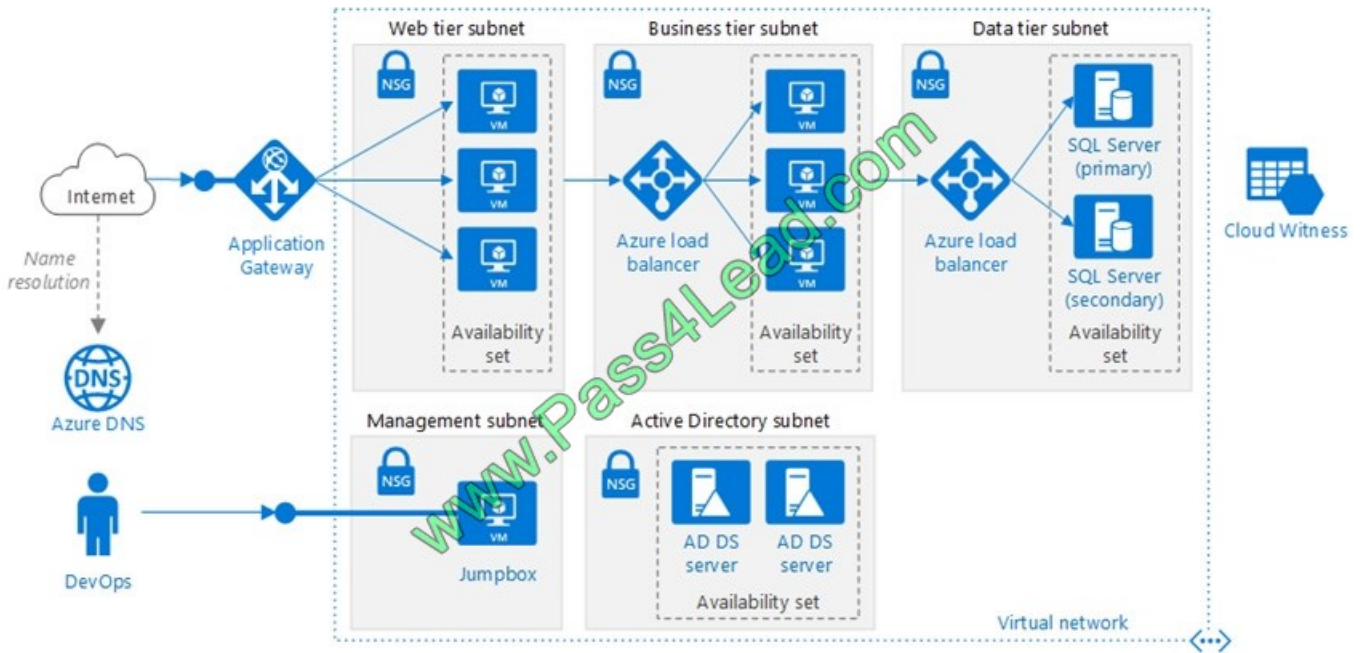 Web tier subnet
Business tier subnet
Data tier subnet
NSG
NSG
NSG
VM
VM
VM
VM
VM
VM
Internet
Application
Gateway
Azure load
balancer
Azure load
balancer
SQL Server
(primary)
SQL Server
(secondary)
Cloud Witness
Name
resolution
Availability
set
Availability
set
Availability
set
DNS
Azure DNS
Management subnet
Active Directory subnet
NSG
NSG
VM
Jumpbox
AD DS
server
AD DS
server
Availability set
DevOps
Virtual network
www.Pass4Lead.com